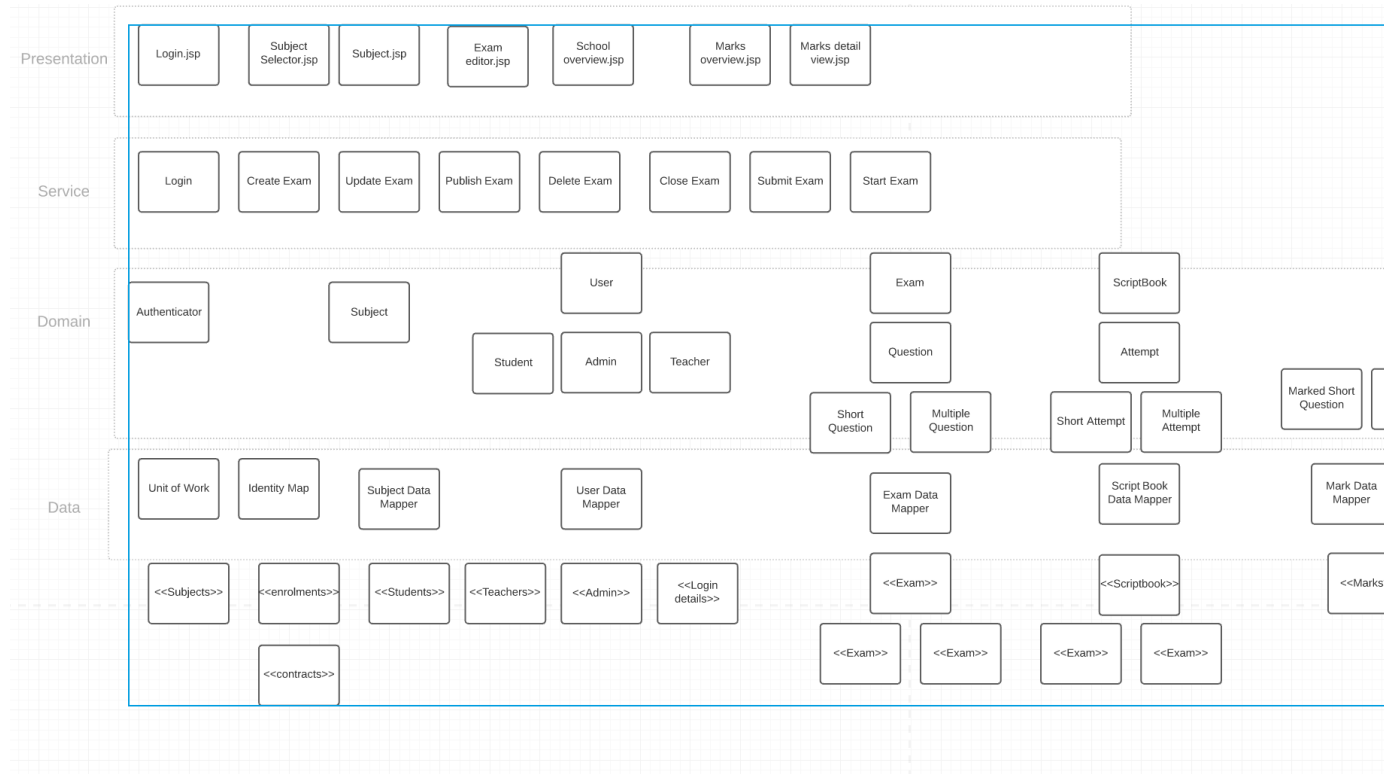 Presentation
Login.jsp
Subject
Selector.jsp
Subject.jsp
Exam
editor.jsp
School
overview.jsp
Marks
overview.jsp
Marks detail
view.jsp
Service
Login
Create Exam
Update Exam
Publish Exam
Delete Exam
Close Exam
Submit Exam
Start Exam
Domain
Authenticator
Subject
User
Exam
ScriptBook
Student
Admin
Teacher
Question
Attempt
Short
Question
Multiple
Question
Short Attempt
Multiple
Attempt
Marked Short
Question
Data
Unit of Work
Identity Map
Subject Data
Mapper
User Data
Mapper
Exam Data
Mapper
Script Book
Data Mapper
Mark Data
Mapper
<<Subjects>>
<<enrolments>>
<<Students>>
<<Teachers>>
<<Admin>>
<<Login
details>>
<<Exam>>
<<Scriptbook>>
<<Marks
<<contracts>>
<<Exam>>
<<Exam>>
<<Exam>>
<<Exam>>